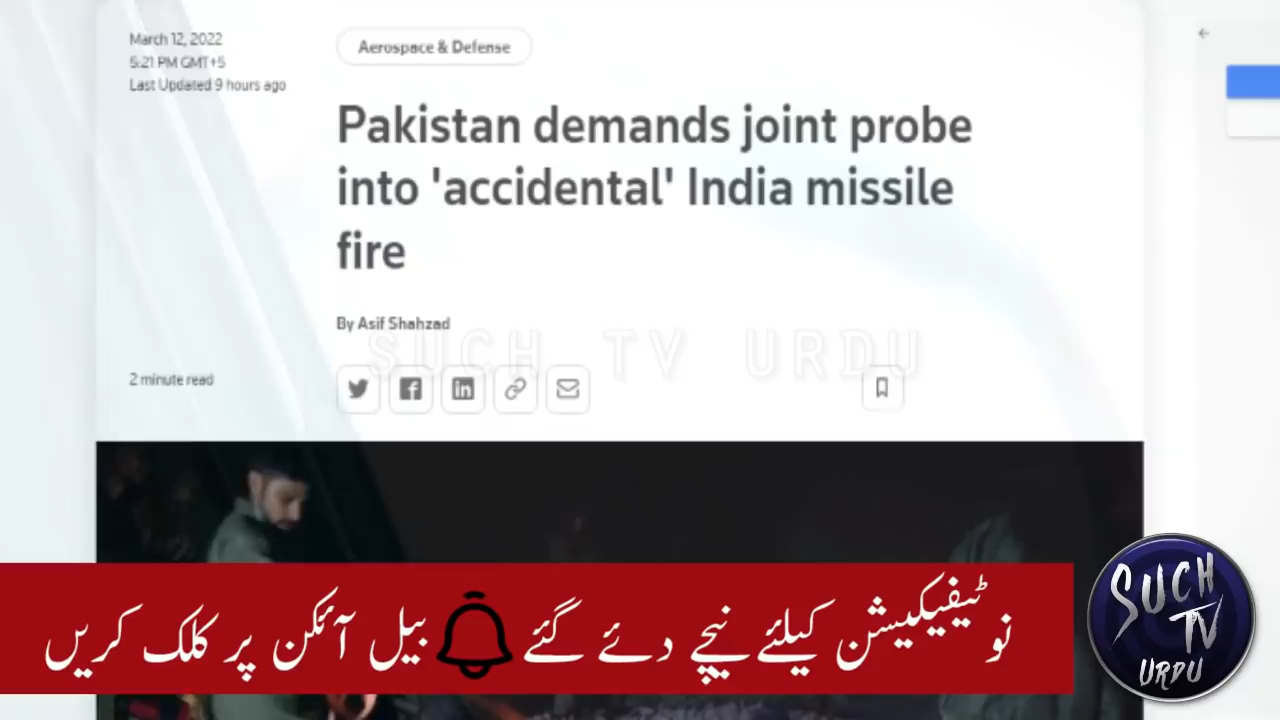 March 12, 2022
5:21 PM GMT+5
Last Updated 9 hours ago
Aerospace & Defense
Pakistan demands joint probe
into 'accidental' India missile
fire
By Asif Shahzad
SUCH TV URDU
2 minute read
نوٹیفیکیشن کیلئے نیچے دئے گئے بیل آئکن پر کلک کریں
SUCH
TV
URDU